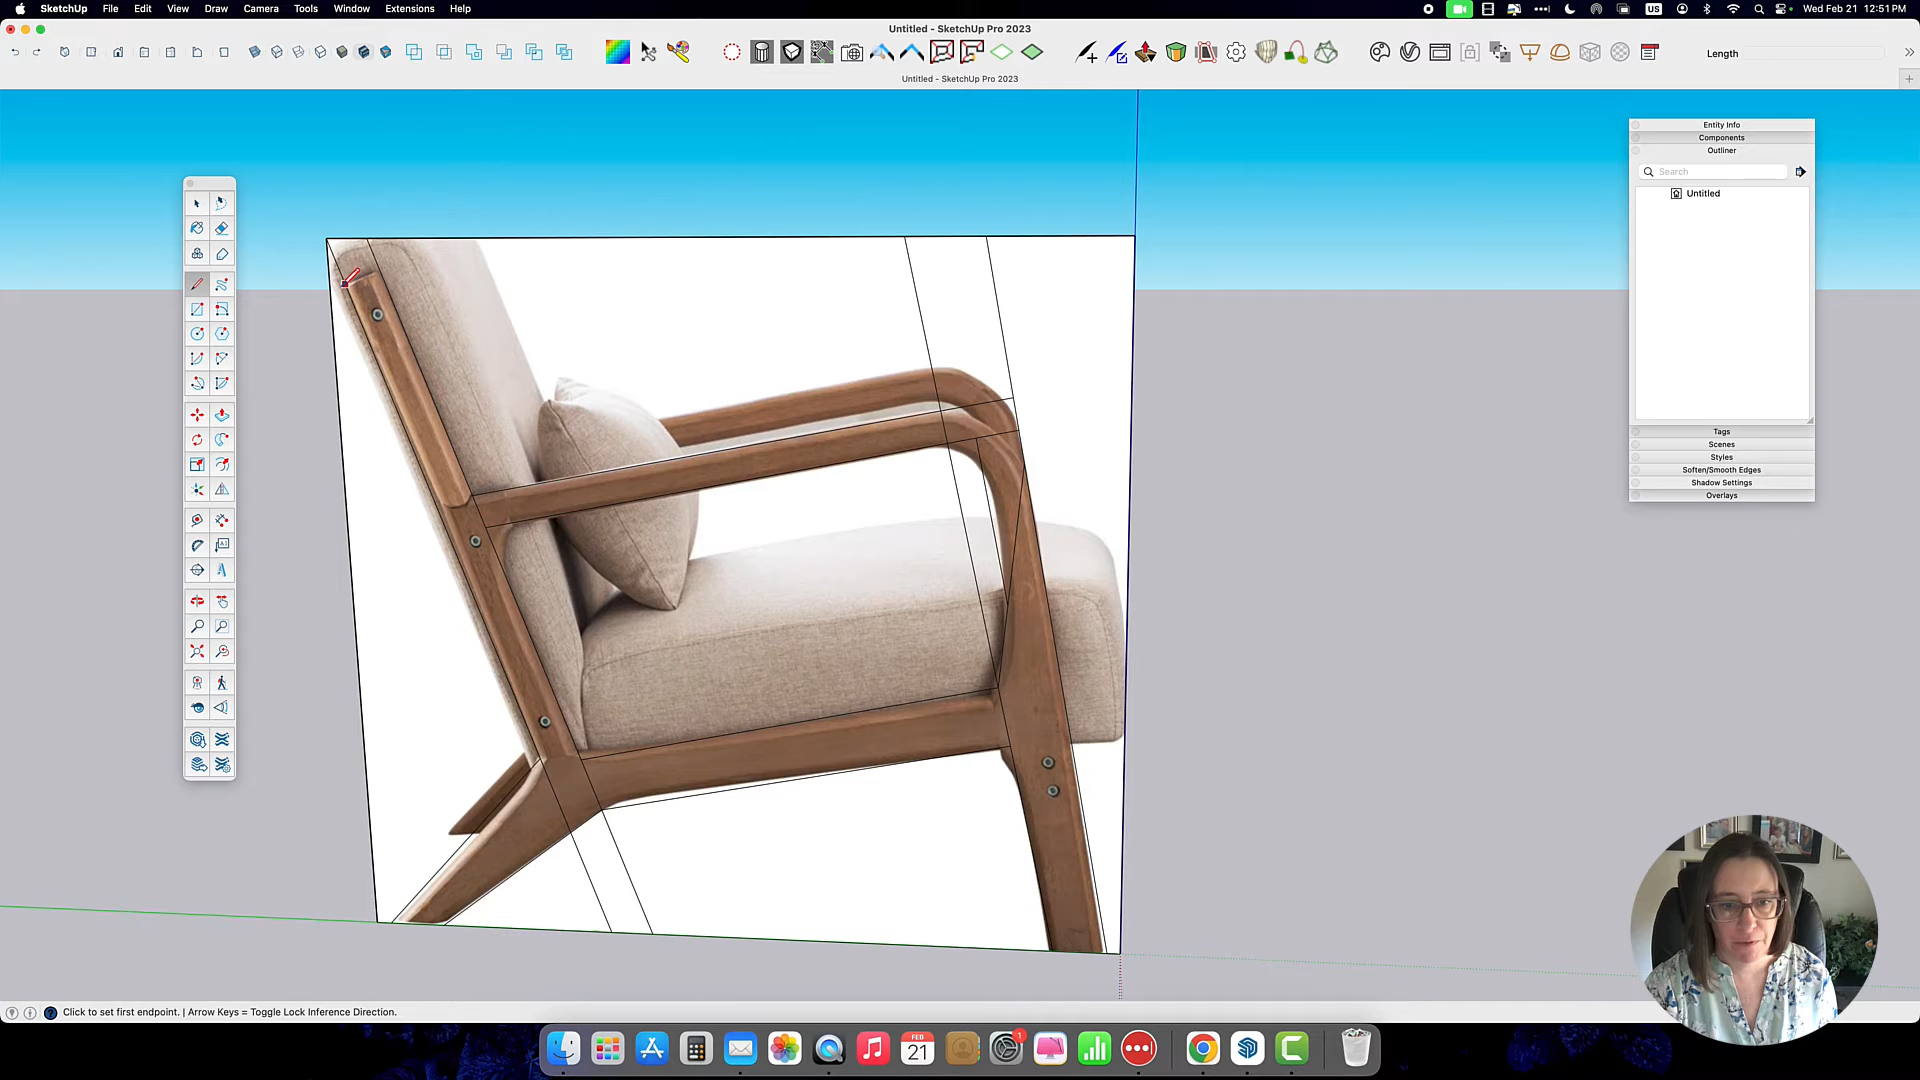 SketchUp File Edit View Draw Camera Tools Window Extensions Help
US Wed Feb 21 12:51 PM
Untitled - SketchUp Pro 2023
Length
Untitled - SketchUp Pro 2023
Entity Info
Components
Outliner
Search
Untitled
Tags
Scenes
Styles
Soften/Smooth Edges
Shadow Settings
Overlays
Click to set first endpoint. | Arrow Keys = Toggle Lock Inference Direction.
FEB
21
1